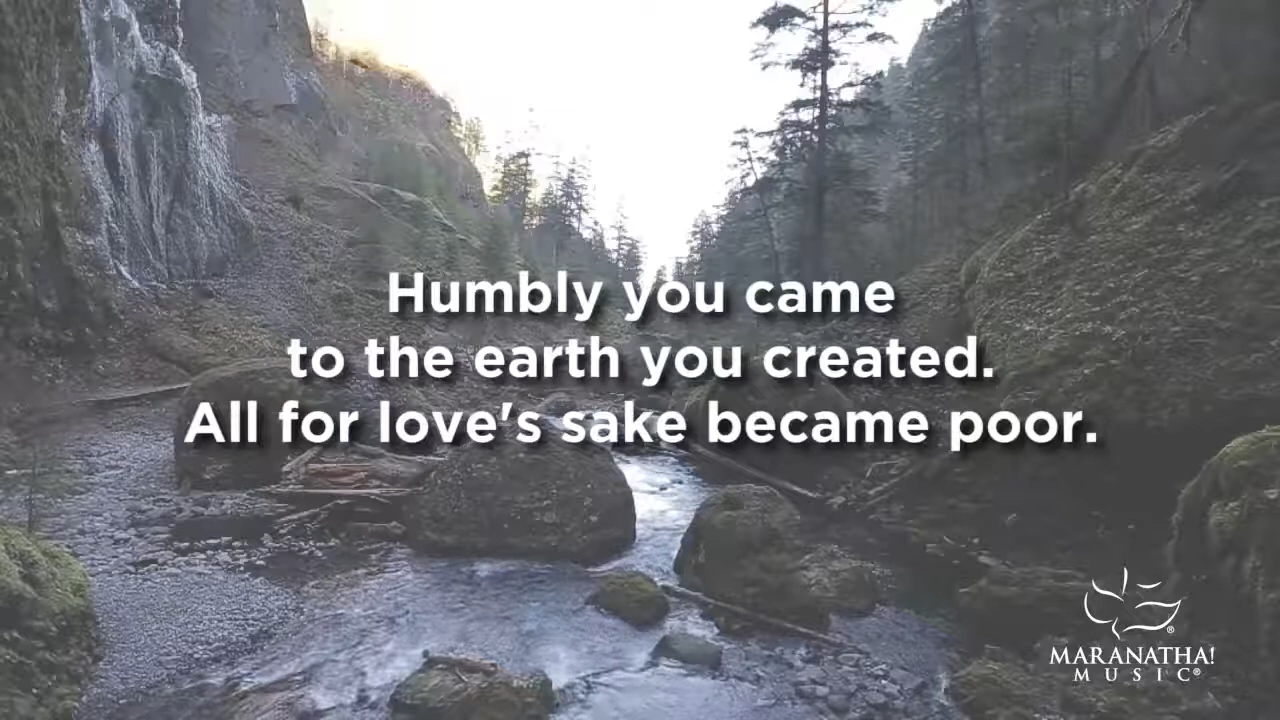 Humbly you came
to the earth you created.
All for love's sake became poor.
®
MARANATHA!
MUSIC®